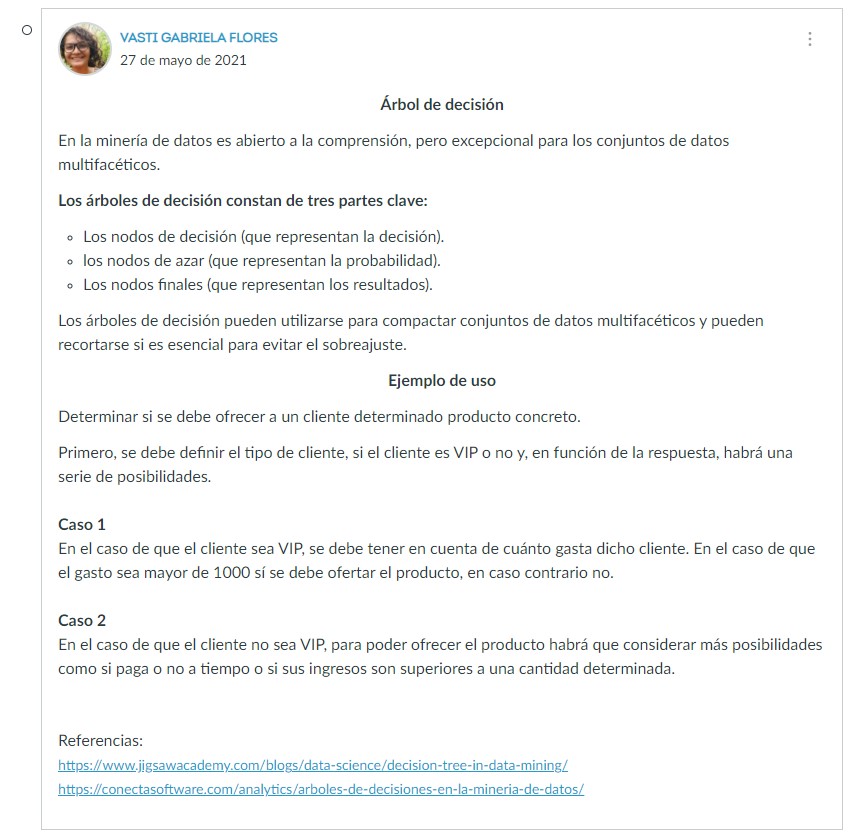 VASTI GABRIELA FLORES
27 de mayo de 2021
Árbol de decisión
En la minería de datos es abierto a la comprensión, pero excepcional para los conjuntos de datos
multifacéticos.
Los árboles de decisión constan de tres partes clave:
Los nodos de decisión (que representan la decisión).
los nodos de azar (que representan la probabilidad).
Los nodos finales (que representan los resultados).
Los árboles de decisión pueden utilizarse para compactar conjuntos de datos multifacéticos y pueden
recortarse si es esencial para evitar el sobreajuste.
Ejemplo de uso
Determinar si se debe ofrecer a un cliente determinado producto concreto.
Primero, se debe definir el tipo de cliente, si el cliente es VIP o no y, en función de la respuesta, habrá una
serie de posibilidades.
Caso 1
En el caso de que el cliente sea VIP, se debe tener en cuenta de cuánto gasta dicho cliente. En el caso de que
el gasto sea mayor de 1000 sí se debe ofertar el producto, en caso contrario no.
Caso 2
En el caso de que el cliente no sea VIP, para poder ofrecer el producto habrá que considerar más posibilidades
como si paga o no a tiempo o si sus ingresos son superiores a una cantidad determinada.
Referencias:
https://www.jigsawacademy.com/blogs/data-science/decision-tree-in-data-mining/
https://conectasoftware.com/analytics/arboles-de-decisiones-en-la-mineria-de-datos/